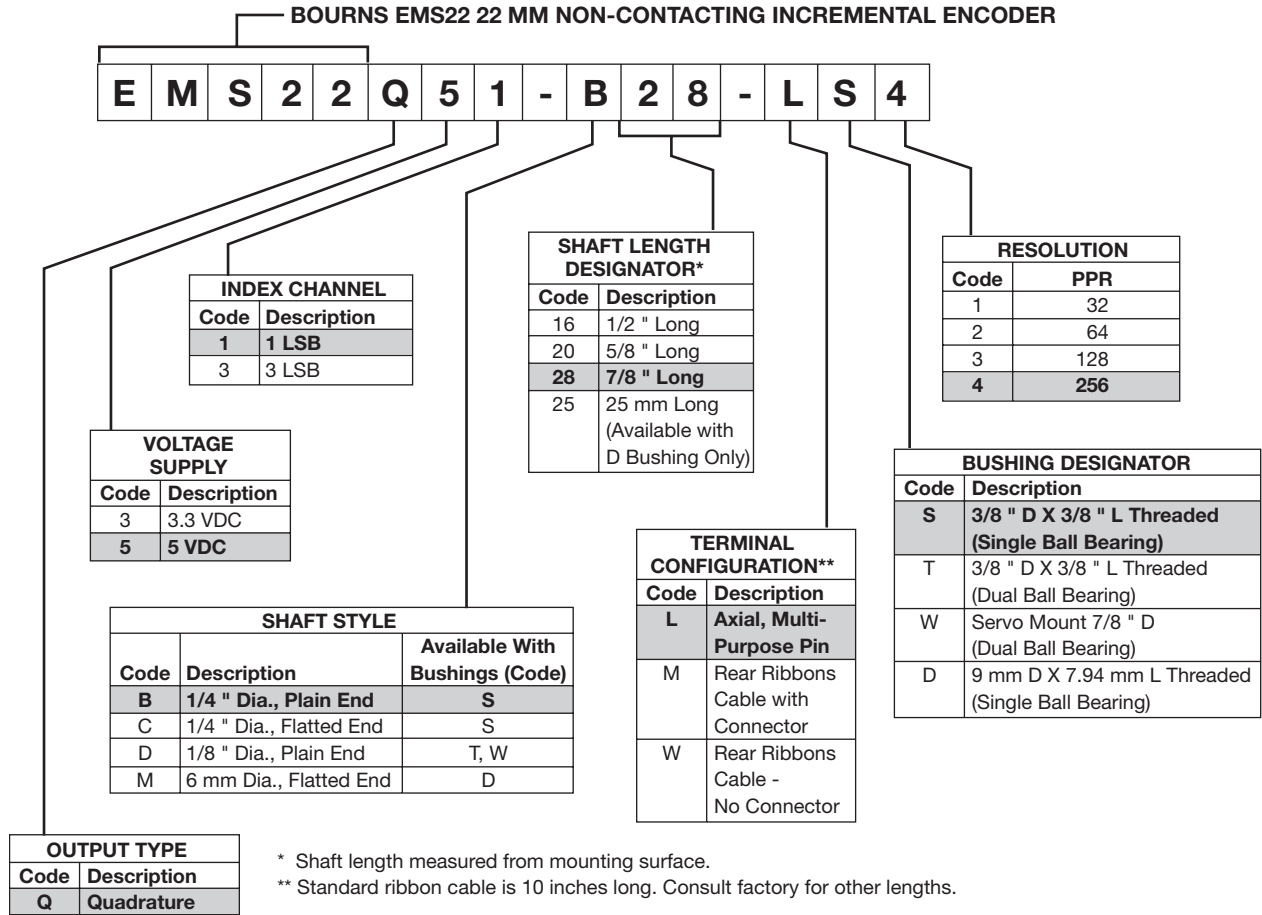 BOURNS EMS22 22 MM NON-CONTACTING INCREMENTAL ENCODER
E M S 2 2 Q 5 1 - B 2 8 - L S 4
INDEX CHANNEL
Code Description
1 1 LSB
3 3 LSB
SHAFT LENGTH
DESIGNATOR*
Code Description
16 1/2 " Long
20 5/8 " Long
28 7/8 " Long
25 25 mm Long
(Available with
D Bushing Only)
RESOLUTION
Code PPR
1 32
2 64
3 128
4 256
VOLTAGE
SUPPLY
Code Description
3 3.3 VDC
5 5 VDC
BUSHING DESIGNATOR
Code Description
S 3/8 " D X 3/8 " L Threaded
(Single Ball Bearing)
T 3/8 " D X 3/8 " L Threaded
(Dual Ball Bearing)
W Servo Mount 7/8 " D
(Dual Ball Bearing)
D 9 mm D X 7.94 mm L Threaded
(Single Ball Bearing)
TERMINAL
CONFIGURATION**
Code Description
L Axial, Multi-
Purpose Pin
M Rear Ribbons
Cable with
Connector
W Rear Ribbons
Cable -
No Connector
SHAFT STYLE
Available With
Code Description Bushings (Code)
B 1/4 " Dia., Plain End S
C 1/4 " Dia., Flatted End S
D 1/8 " Dia., Plain End T, W
M 6 mm Dia., Flatted End D
OUTPUT TYPE
Code Description
Q Quadrature
* Shaft length measured from mounting surface.
** Standard ribbon cable is 10 inches long. Consult factory for other lengths.